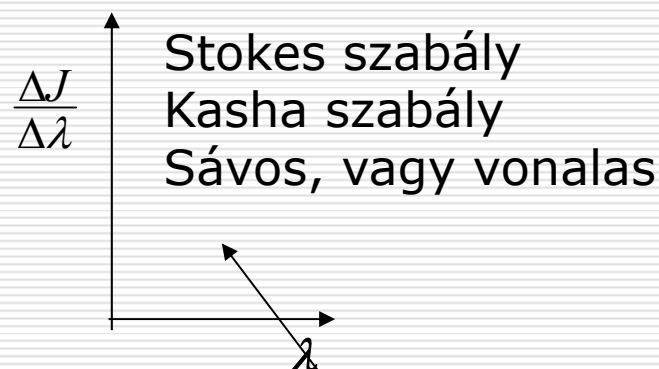 Stokes szabály
ΔJ
Δλ
Kasha szabály
Sávos, vagy vonalas
λ